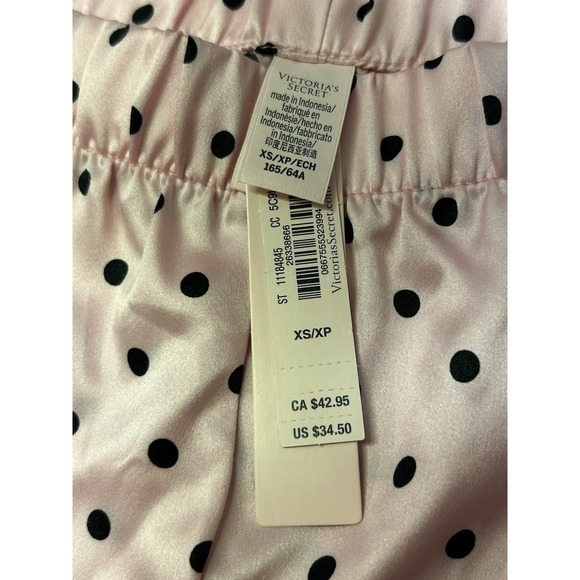 VICTORIA'S
SECRET
made in Indonesia/
fabriqué en
Indonésie/hecho en
Indonesia/fabbricato
in Indonesia/
印度尼西亚制造
XS/XP/ECH
165/64A
ST 11184845 CC 5C9
26338666
0667555323994
VictoriasSecret.com
XS/XP
CA $42.95
US $34.50